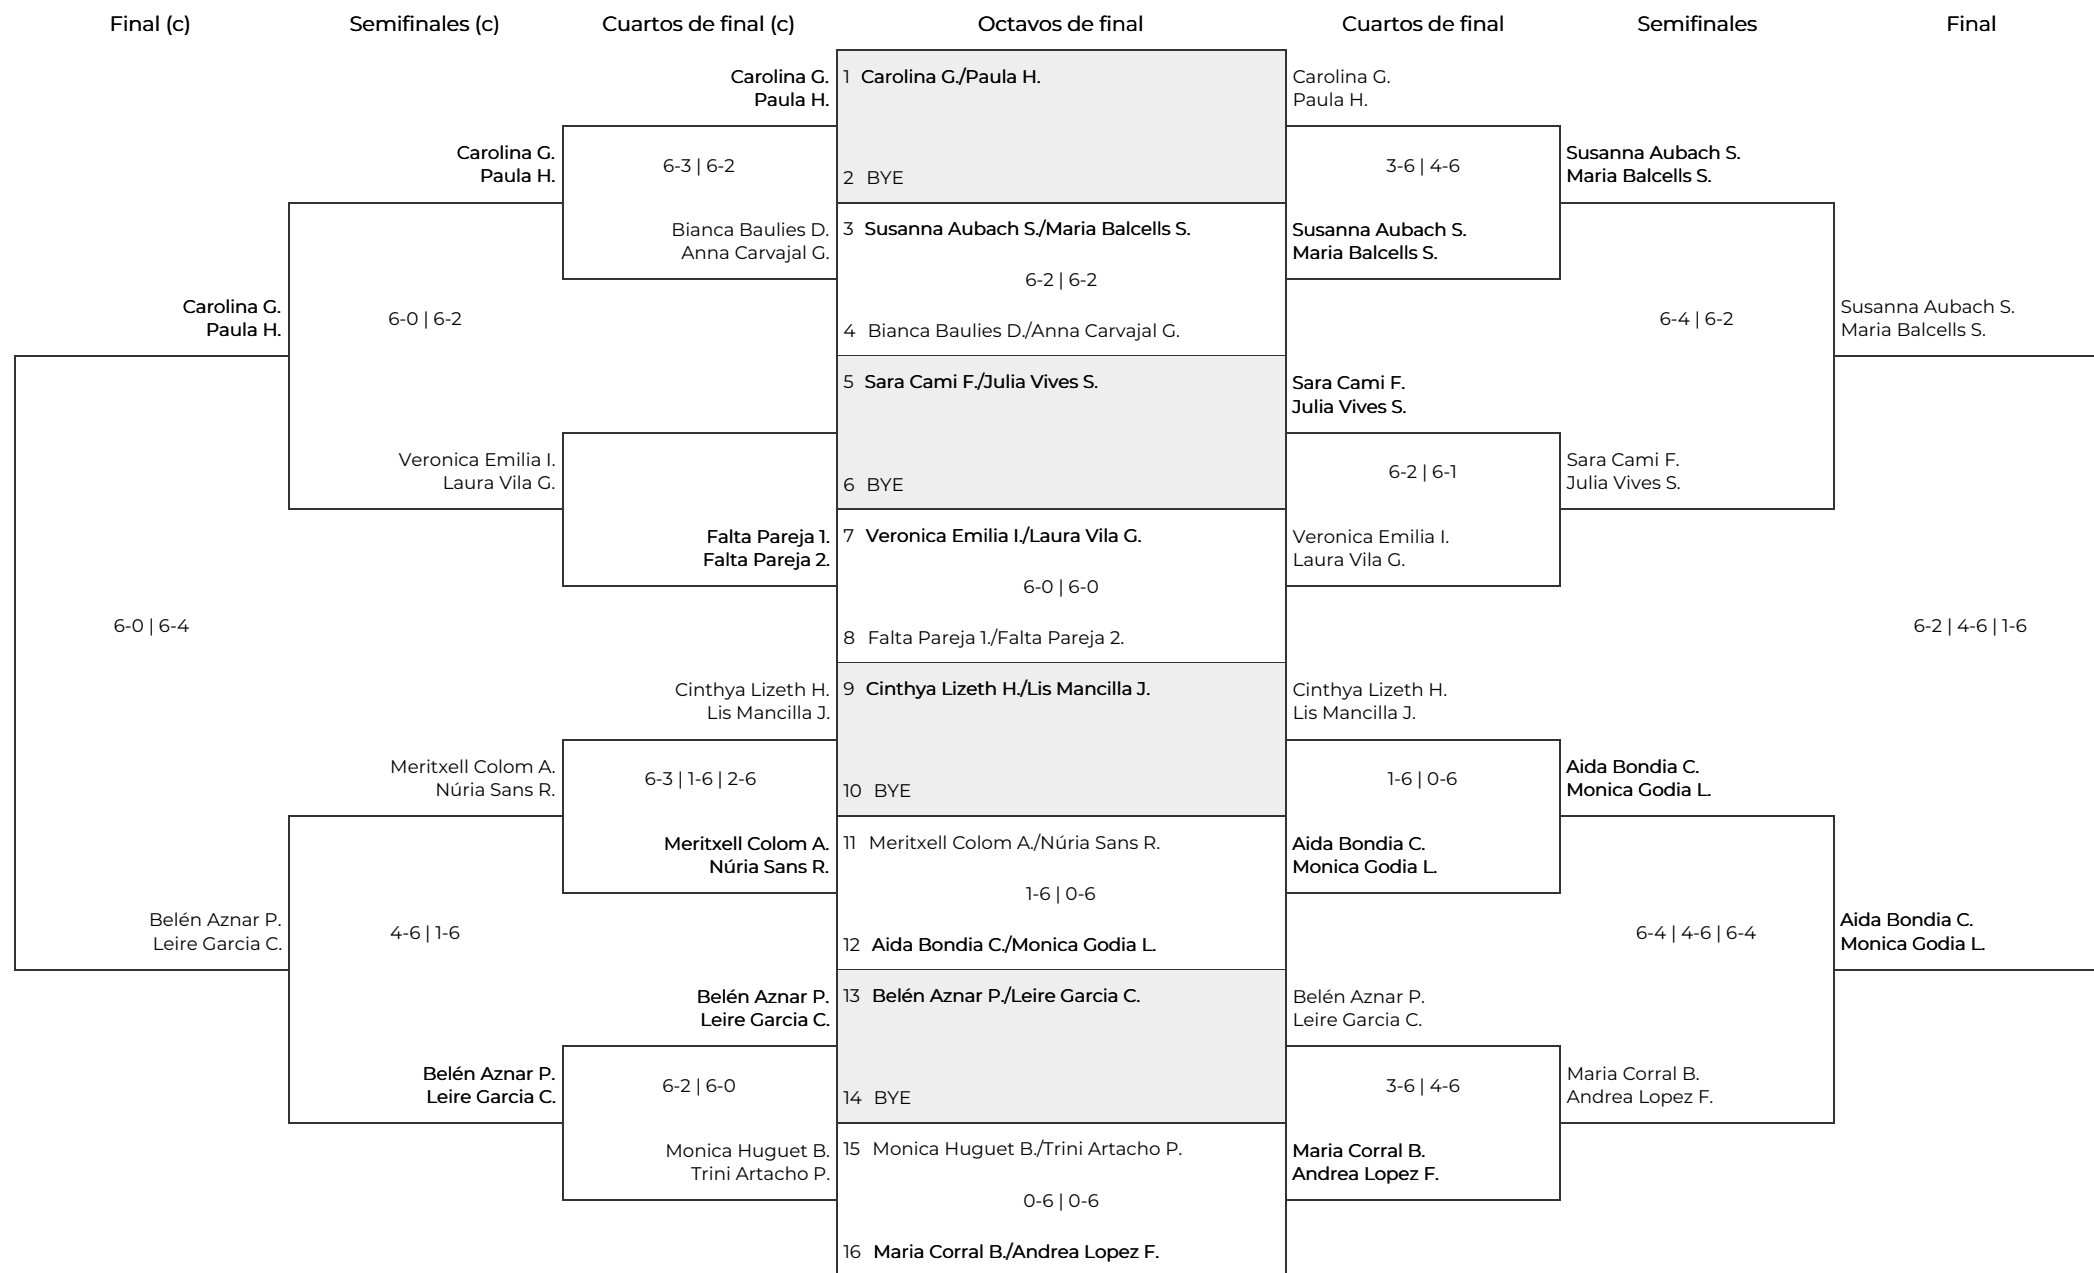 Final (c)
Semifinales (c)
Cuartos de final (c)
Octavos de final
Cuartos de final
Semifinales
Final
Carolina G.
Paula H.
6-0 | 6-4
Belén Aznar P.
Leire Garcia C.
Carolina G.
Paula H.
6-0 | 6-2
Veronica Emilia I.
Laura Vila G.
Meritxell Colom A.
Núria Sans R.
4-6 | 1-6
Belén Aznar P.
Leire Garcia C.
Carolina G.
Paula H.
6-3 | 6-2
Bianca Baulies D.
Anna Carvajal G.
Falta Pareja 1.
Falta Pareja 2.
Cinthya Lizeth H.
Lis Mancilla J.
6-3 | 1-6 | 2-6
Meritxell Colom A.
Núria Sans R.
Belén Aznar P.
Leire Garcia C.
6-2 | 6-0
Monica Huguet B.
Trini Artacho P.
1 Carolina G./Paula H.
2 BYE
3 Susanna Aubach S./Maria Balcells S.
6-2 | 6-2
4 Bianca Baulies D./Anna Carvajal G.
5 Sara Cami F./Julia Vives S.
6 BYE
7 Veronica Emilia I./Laura Vila G.
6-0 | 6-0
8 Falta Pareja 1./Falta Pareja 2.
9 Cinthya Lizeth H./Lis Mancilla J.
10 BYE
11 Meritxell Colom A./Núria Sans R.
1-6 | 0-6
12 Aida Bondia C./Monica Godia L.
13 Belén Aznar P./Leire Garcia C.
14 BYE
15 Monica Huguet B./Trini Artacho P.
0-6 | 0-6
16 Maria Corral B./Andrea Lopez F.
Carolina G.
Paula H.
3-6 | 4-6
Susanna Aubach S.
Maria Balcells S.
Sara Cami F.
Julia Vives S.
6-2 | 6-1
Veronica Emilia I.
Laura Vila G.
Cinthya Lizeth H.
Lis Mancilla J.
1-6 | 0-6
Aida Bondia C.
Monica Godia L.
Belén Aznar P.
Leire Garcia C.
3-6 | 4-6
Maria Corral B.
Andrea Lopez F.
Susanna Aubach S.
Maria Balcells S.
6-4 | 6-2
Sara Cami F.
Julia Vives S.
Aida Bondia C.
Monica Godia L.
6-4 | 4-6 | 6-4
Maria Corral B.
Andrea Lopez F.
Susanna Aubach S.
Maria Balcells S.
6-2 | 4-6 | 1-6
Aida Bondia C.
Monica Godia L.